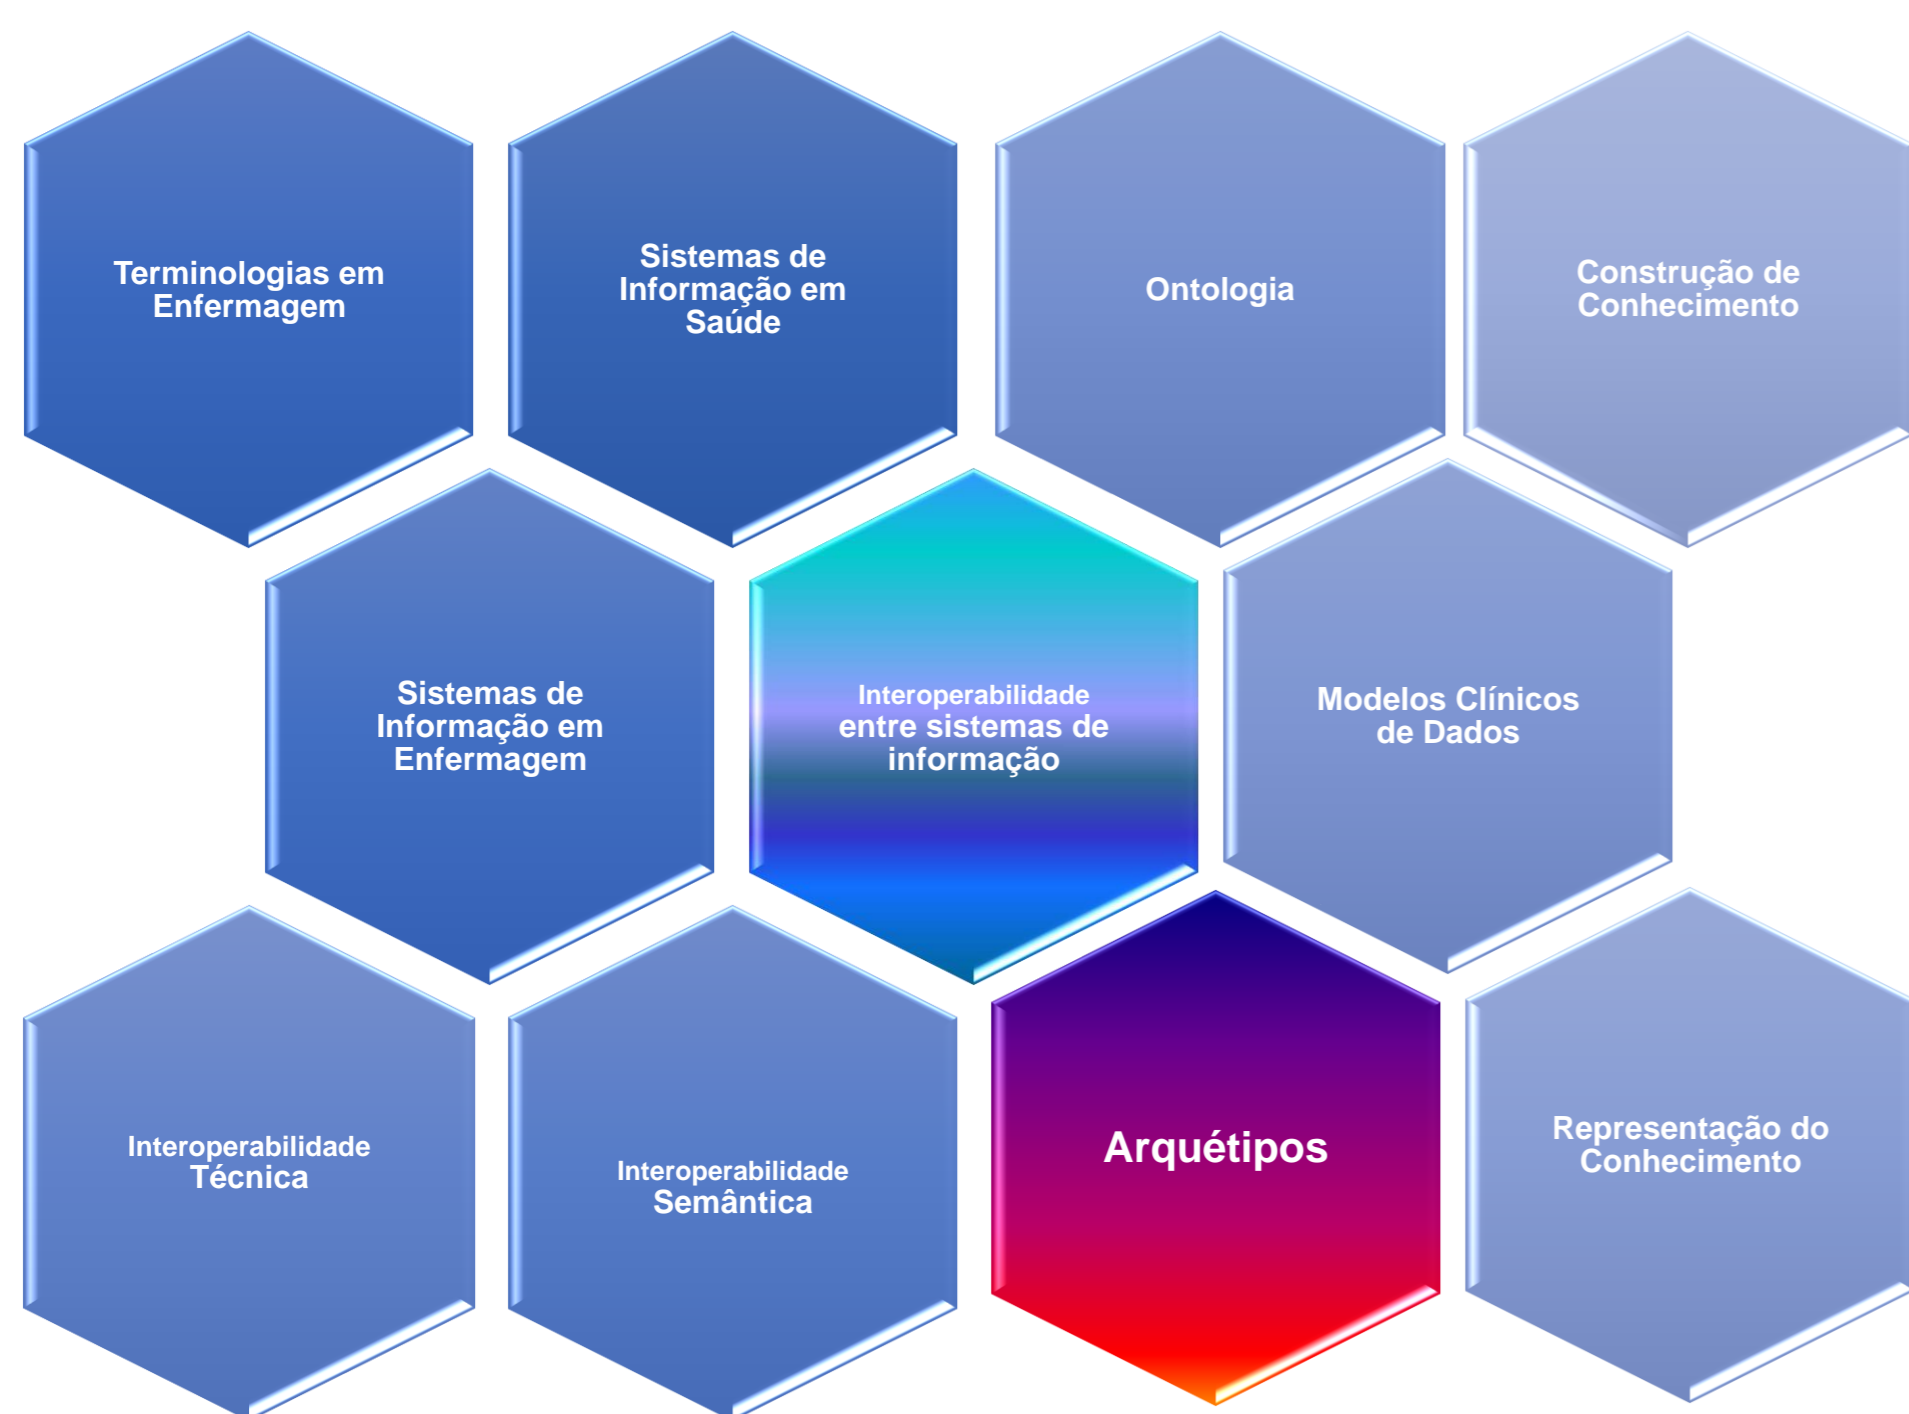 Terminologias em
Enfermagem
Sistemas de
Informação em
Saúde
Ontologia
Construção de
Conhecimento
Sistemas de
Informação em
Enfermagem
Interoperabilidade
entre sistemas de
informação
Modelos Clínicos
de Dados
Interoperabilidade
Técnica
Interoperabilidade
Semântica
Arquétipos
Representação do
Conhecimento